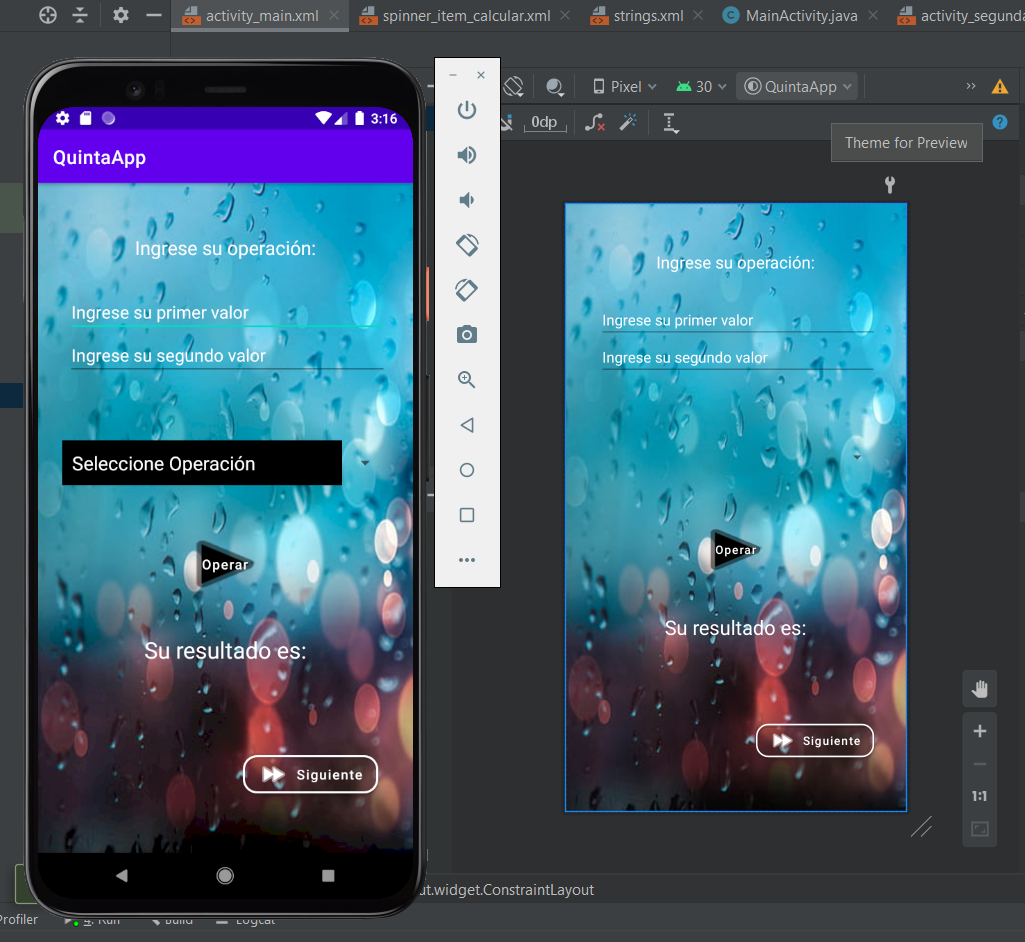 activity_main.xml
spinner_item_calcular.xml
strings.xml
MainActivity.java
activity_segunda
Pixel
30
QuintaApp
0dp
Theme for Preview
3:16
QuintaApp
Ingrese su operación:
Ingrese su primer valor
Ingrese su segundo valor
Seleccione Operación
Operar
Su resultado es:
Siguiente
Ingrese su operación:
Ingrese su primer valor
Ingrese su segundo valor
Operar
Su resultado es:
Siguiente
1:1
ut.widget.ConstraintLayout
Profiler
4: Run
Build
Logcat